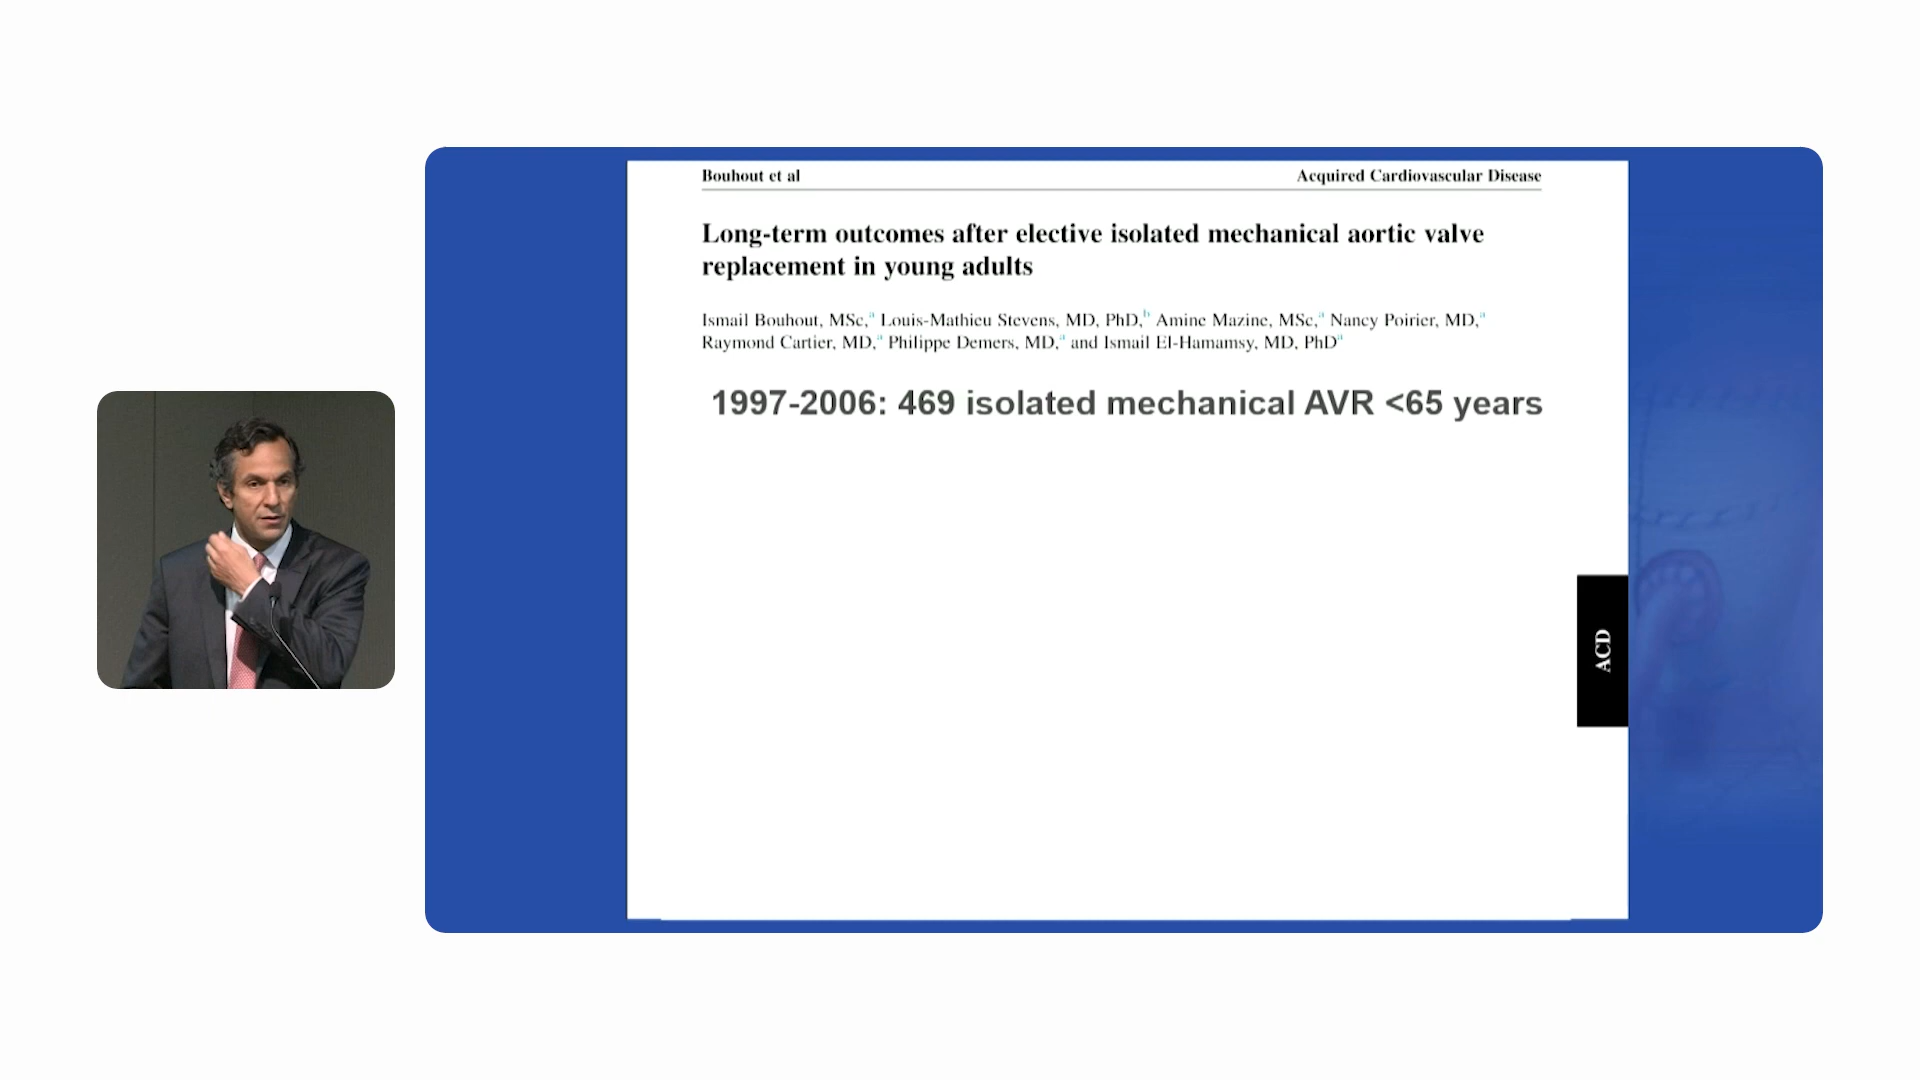 Bouhout et al
Acquired Cardiovascular Disease
Long-term outcomes after elective isolated mechanical aortic valve
replacement in young adults
Ismail Bouhout, MSc,ᵃ Louis-Mathieu Stevens, MD, PhD,ᵇ Amine Mazine, MSc,ᵃ Nancy Poirier, MD,ᵃ
Raymond Cartier, MD,ᵃ Philippe Demers, MD,ᵃ and Ismail El-Hamamsy, MD, PhDᵃ
1997-2006: 469 isolated mechanical AVR <65 years
ACD